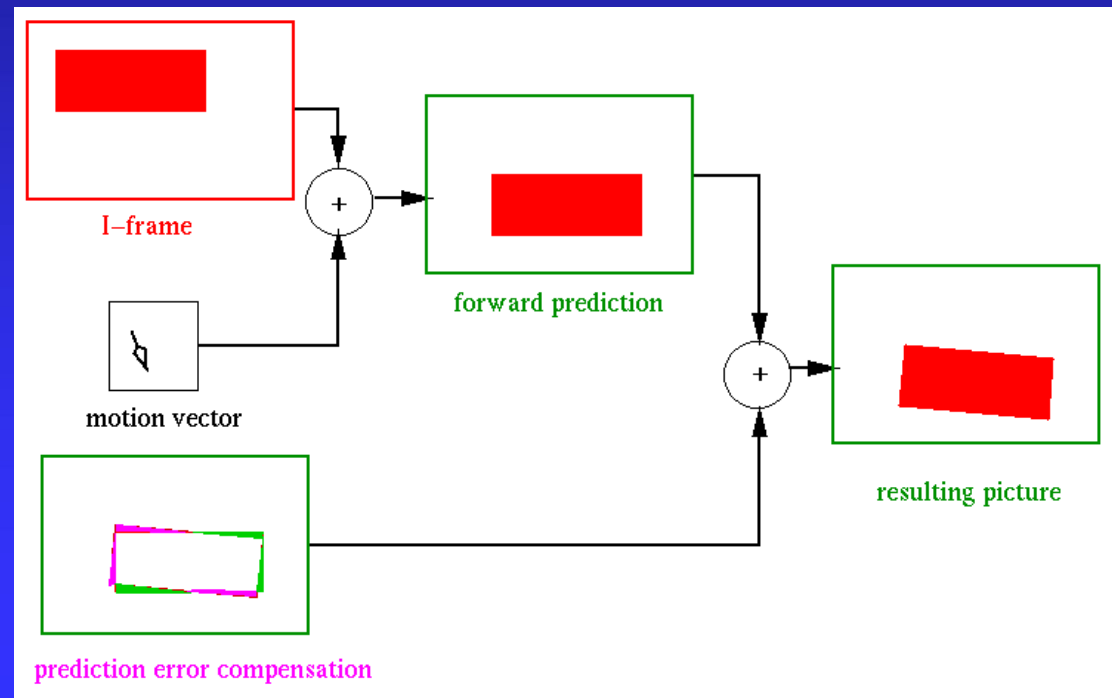 I–frame
+
forward prediction
motion vector
+
resulting picture
prediction error compensation